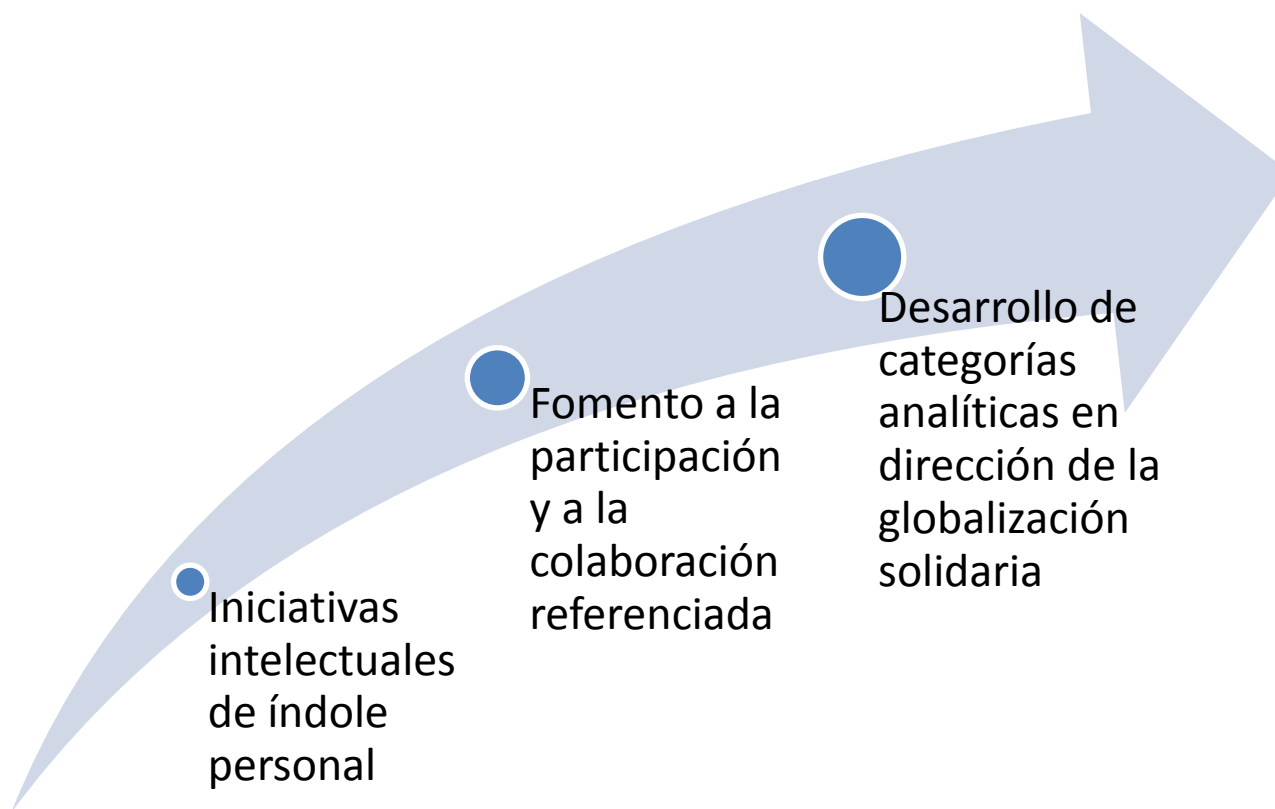 Iniciativas
intelectuales
de índole
personal
Fomento a la
participación
y a la
colaboración
referenciada
Desarrollo de
categorías
analíticas en
dirección de la
globalización
solidaria